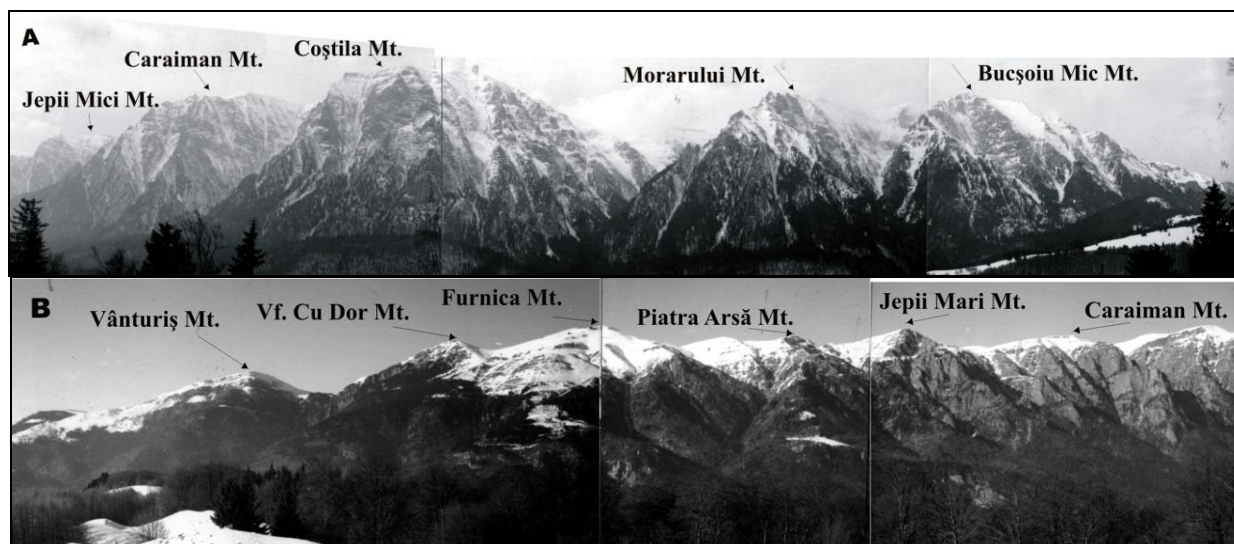 A
Jepii Mici Mt.
Caraiman Mt.
Coştila Mt.
Morarului Mt.
Bucşoiu Mic Mt.
B
Vânturiş Mt.
Vf. Cu Dor Mt.
Furnica Mt.
Piatra Arsă Mt.
Jepii Mari Mt.
Caraiman Mt.